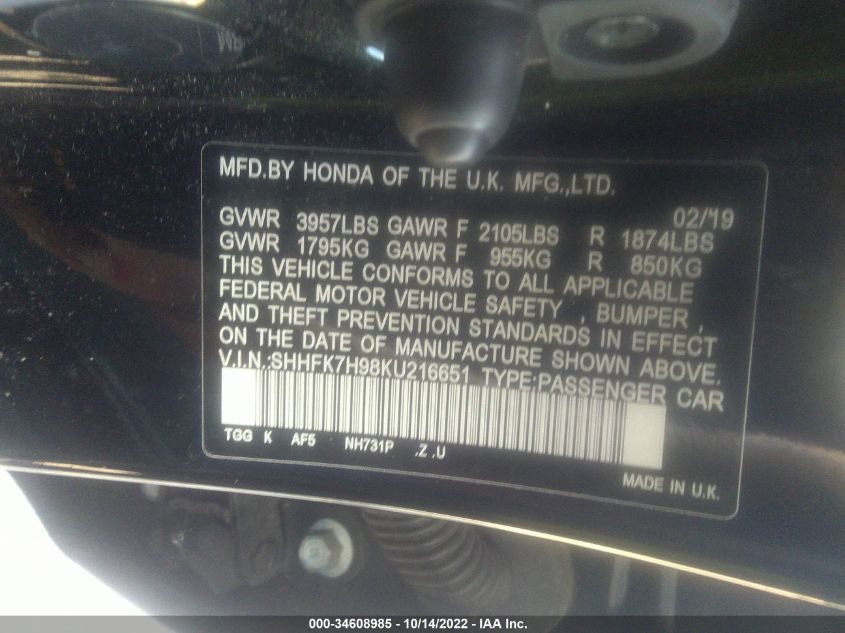 MFD.BY HONDA OF THE U.K. MFG.,LTD.
02/'19
GVWR 3957LBS GAWR F 2105LBS R 1874LBS
GVWR 1795KG GAWR F 955KG R 850KG
THIS VEHICLE CONFORMS TO ALL APPLICABLE
FEDERAL MOTOR VEHICLE SAFETY , BUMPER ,
AND THEFT PREVENTION STANDARDS IN EFFECT
ON THE DATE OF MANUFACTURE SHOWN ABOVE.
V.I.N.:SHHFK7H98KU216651 TYPE:PASSENGER CAR
TGG K AF5 NH731P .Z .U
MADE IN U.K.
000-34608985 - 10/14/2022 - IAA Inc.